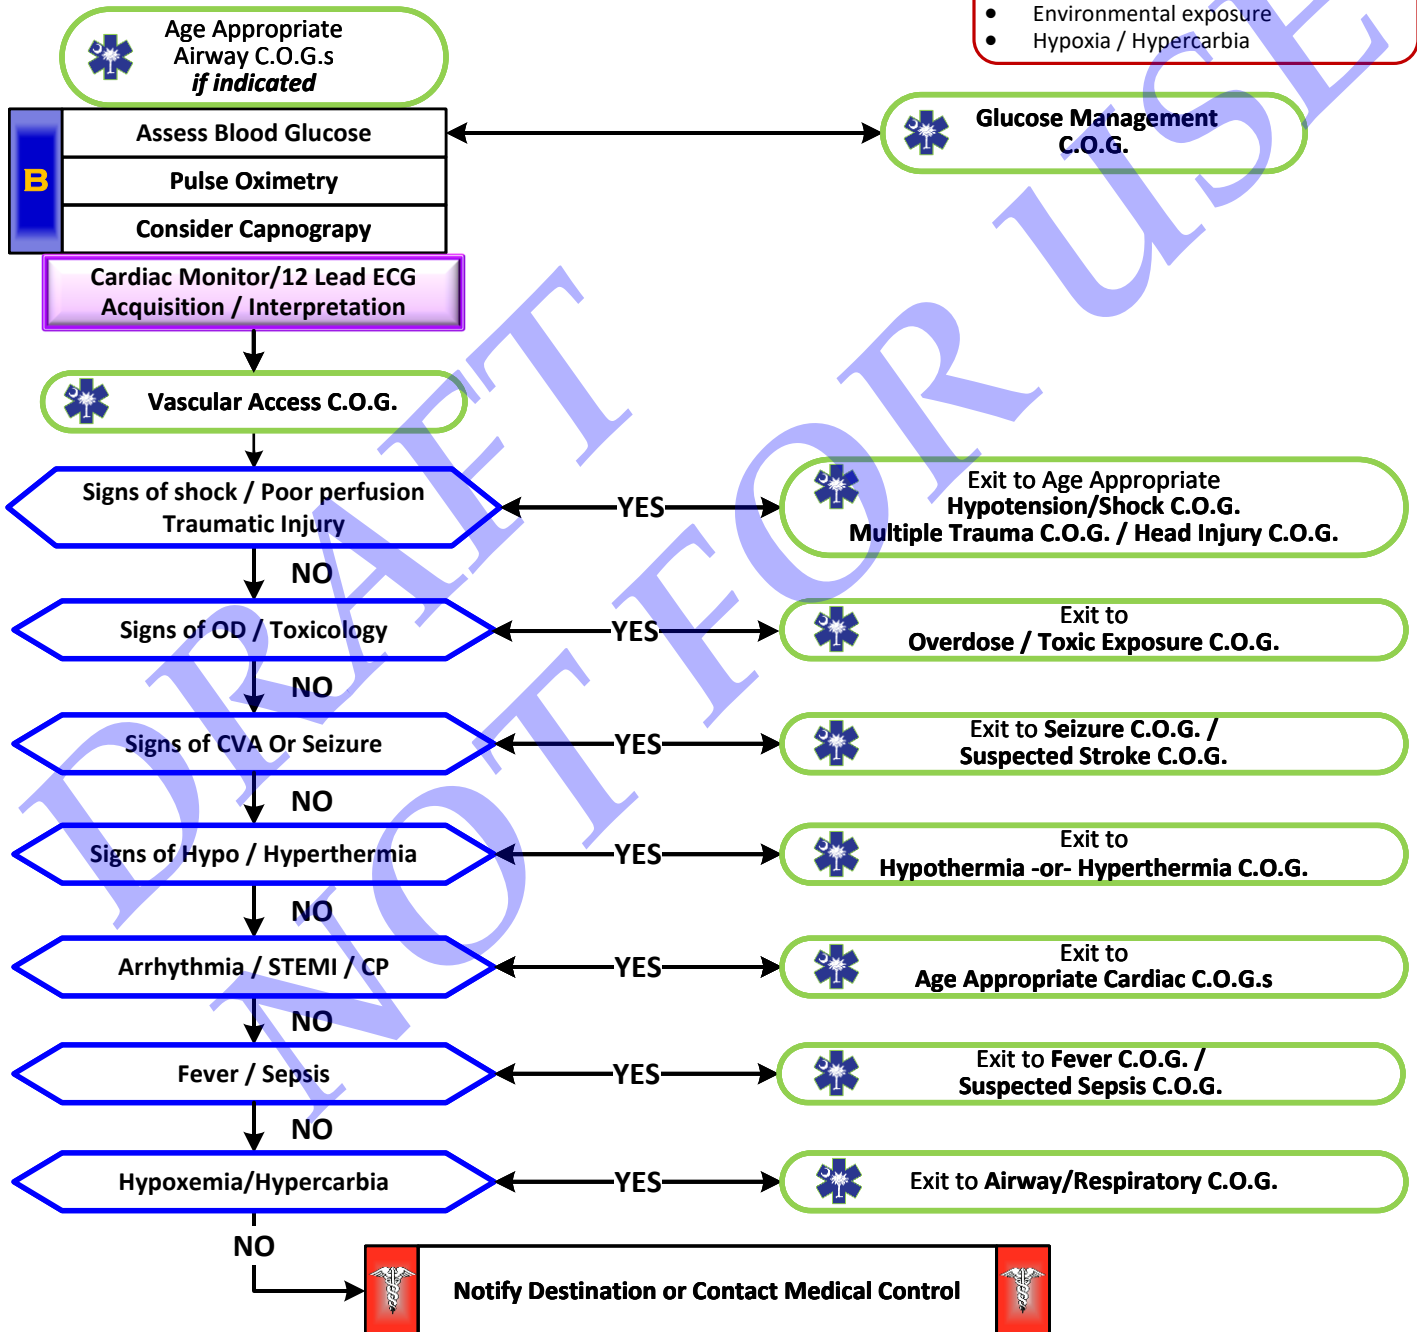 Age Appropriate
Airway C.O.G.s
if indicated
• Environmental exposure
• Hypoxia / Hypercarbia
B
Assess Blood Glucose
Pulse Oximetry
Consider Capnograpy
Glucose Management
C.O.G.
Cardiac Monitor/12 Lead ECG
Acquisition / Interpretation
Vascular Access C.O.G.
Signs of shock / Poor perfusion
Traumatic Injury
YES
Exit to Age Appropriate
Hypotension/Shock C.O.G.
Multiple Trauma C.O.G. / Head Injury C.O.G.
NO
Signs of OD / Toxicology
YES
Exit to
Overdose / Toxic Exposure C.O.G.
NO
Signs of CVA Or Seizure
YES
Exit to Seizure C.O.G. /
Suspected Stroke C.O.G.
NO
Signs of Hypo / Hyperthermia
YES
Exit to
Hypothermia -or- Hyperthermia C.O.G.
NO
Arrhythmia / STEMI / CP
YES
Exit to
Age Appropriate Cardiac C.O.G.s
NO
Fever / Sepsis
YES
Exit to Fever C.O.G. /
Suspected Sepsis C.O.G.
NO
Hypoxemia/Hypercarbia
YES
Exit to Airway/Respiratory C.O.G.
NO
Notify Destination or Contact Medical Control
DRAFT
NOT FOR USE